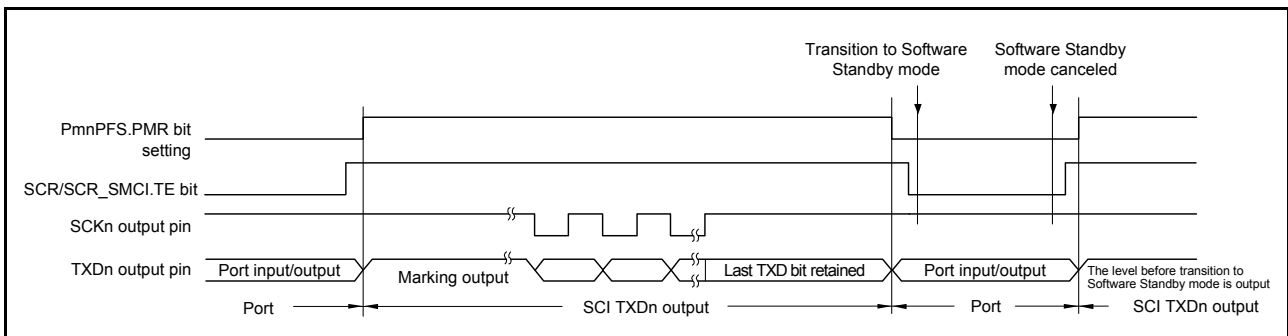 Transition to Software
Standby mode
Software Standby
mode canceled
PmnPFS.PMR bit
setting
SCR/SCR_SMCI.TE bit
SCKn output pin
TXDn output pin
Port input/output
Marking output
Last TXD bit retained
Port input/output
The level before transition to
Software Standby mode is output
Port
SCI TXDn output
Port
SCI TXDn output